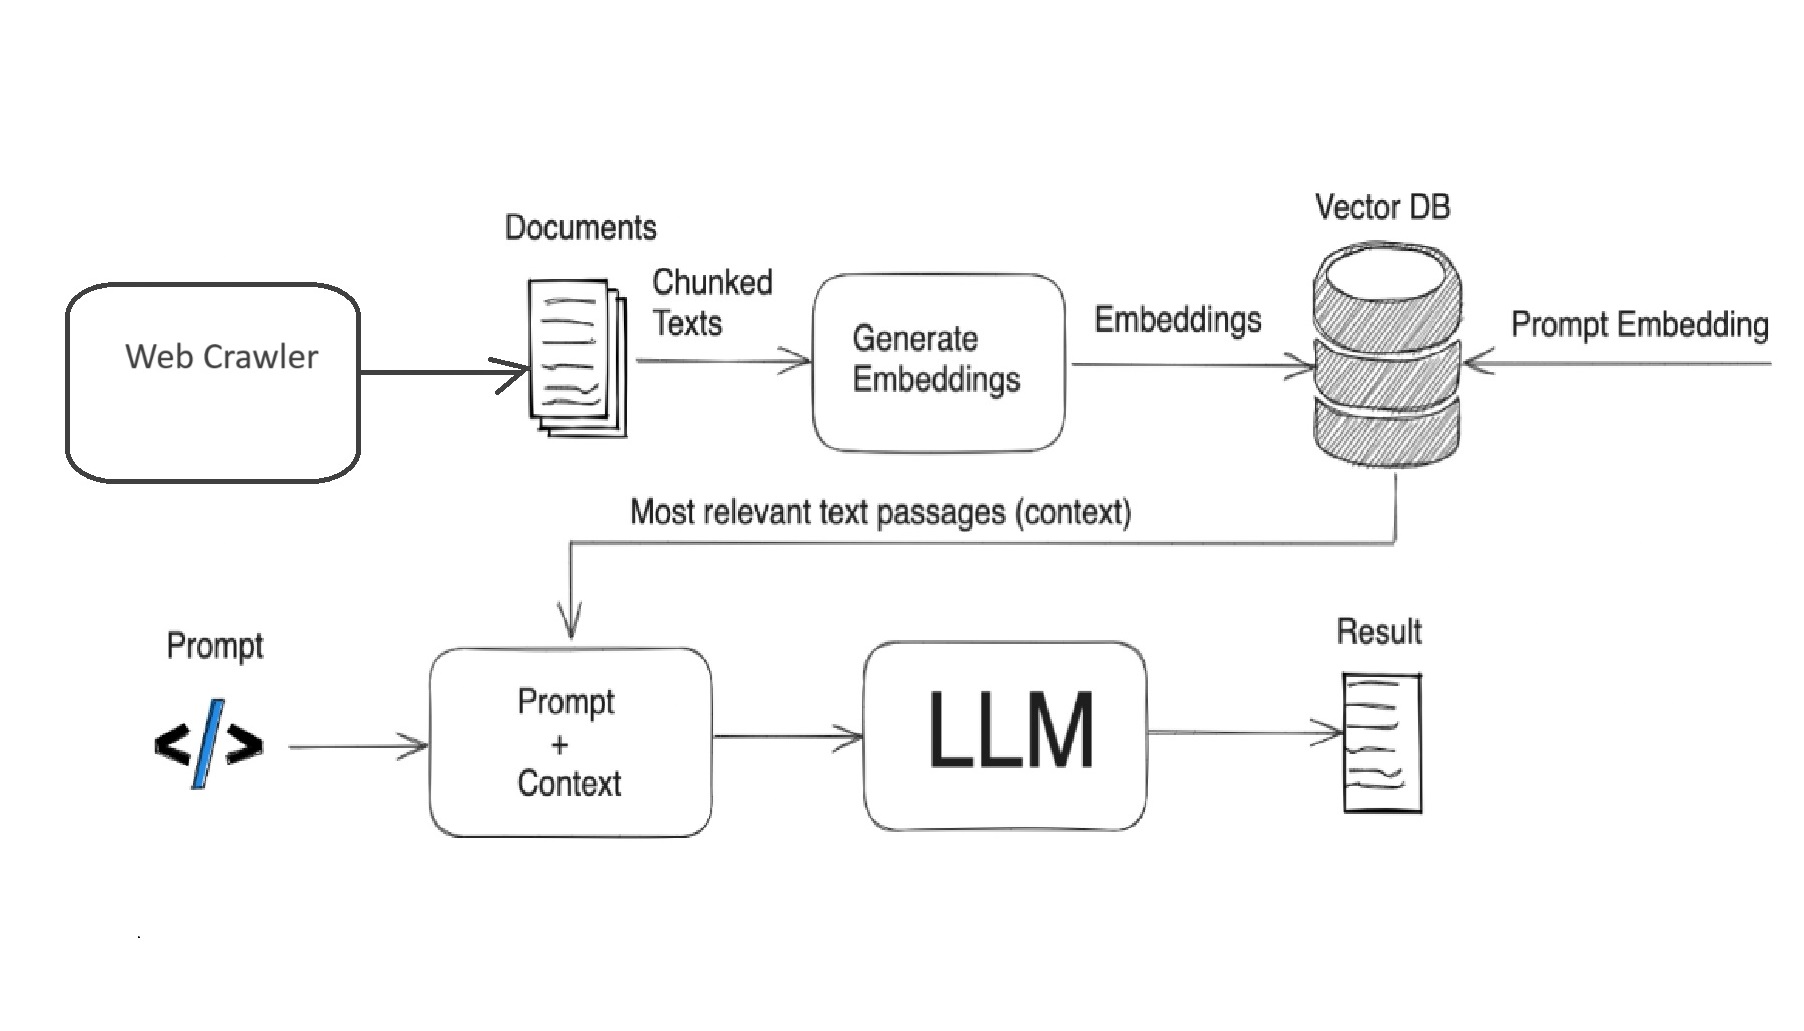 Vector DB
Documents
Chunked
Texts
Web Crawler
Generate
Embeddings
Embeddings
Prompt Embedding
Most relevant text passages (context)
Prompt
</>
Prompt
+
Context
LLM
Result